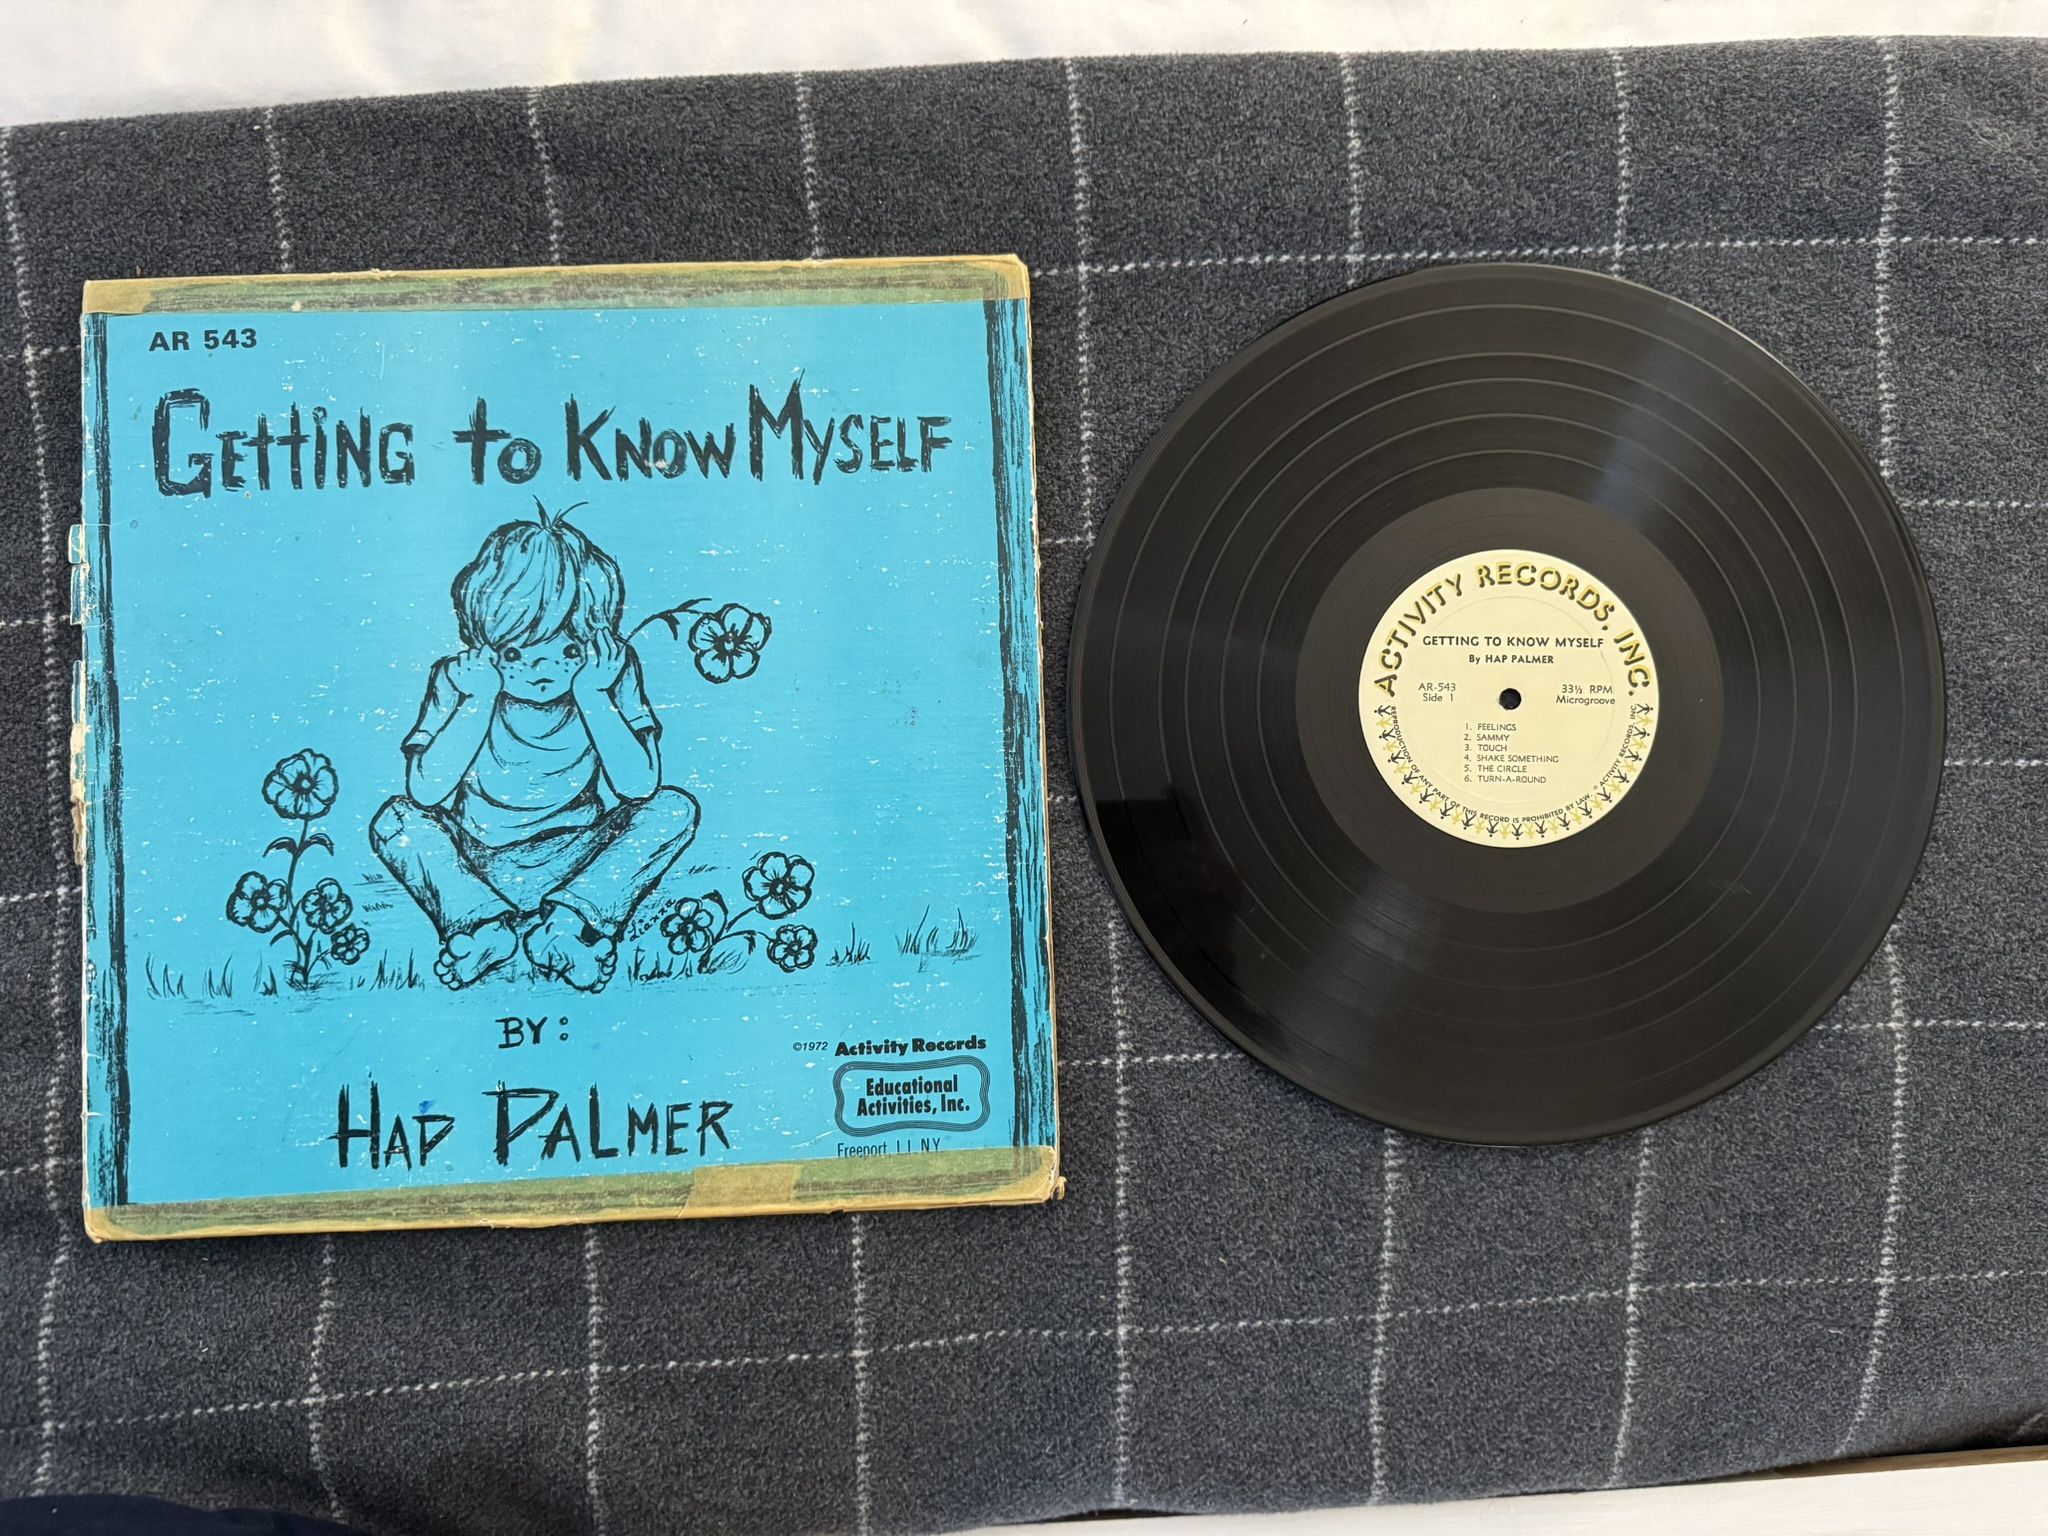 AR 543
GETTING TO KNOW MYSELF
Lianna
BY:
HAP PALMER
©1972 Activity Records
Educational
Activities, Inc.
Freeport, L.I., N.Y.
ACTIVITY RECORDS, INC.
GETTING TO KNOW MYSELF
By HAP PALMER
AR-543
Side 1
33⅓ RPM
Microgroove
1. FEELINGS
2. SAMMY
3. TOUCH
4. SHAKE SOMETHING
5. THE CIRCLE
6. TURN-A-ROUND
REPRODUCTION OF ANY PART OF THIS RECORD IS PROHIBITED BY LAW. ℗ ACTIVITY RECORDS, INC.